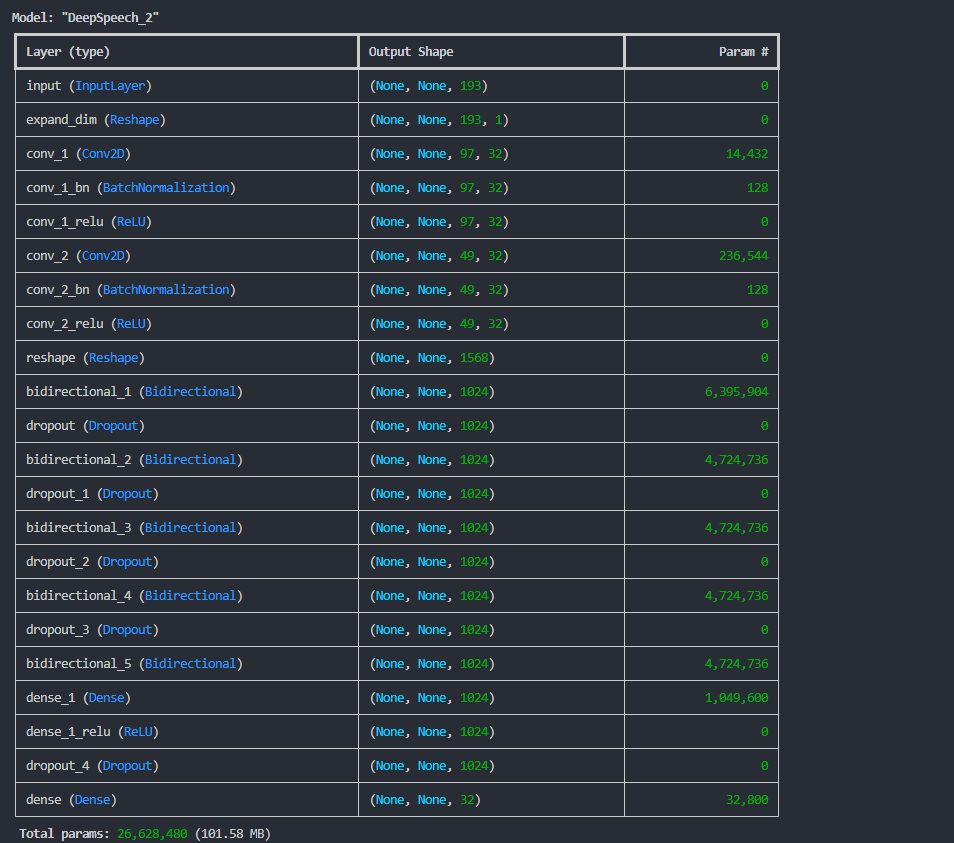 Model: "DeepSpeech_2"
Layer (type) Output Shape Param #
input (InputLayer) (None, None, 193) 0
expand_dim (Reshape) (None, None, 193, 1) 0
conv_1 (Conv2D) (None, None, 97, 32) 14,432
conv_1_bn (BatchNormalization) (None, None, 97, 32) 128
conv_1_relu (ReLU) (None, None, 97, 32) 0
conv_2 (Conv2D) (None, None, 49, 32) 236,544
conv_2_bn (BatchNormalization) (None, None, 49, 32) 128
conv_2_relu (ReLU) (None, None, 49, 32) 0
reshape (Reshape) (None, None, 1568) 0
bidirectional_1 (Bidirectional) (None, None, 1024) 6,395,904
dropout (Dropout) (None, None, 1024) 0
bidirectional_2 (Bidirectional) (None, None, 1024) 4,724,736
dropout_1 (Dropout) (None, None, 1024) 0
bidirectional_3 (Bidirectional) (None, None, 1024) 4,724,736
dropout_2 (Dropout) (None, None, 1024) 0
bidirectional_4 (Bidirectional) (None, None, 1024) 4,724,736
dropout_3 (Dropout) (None, None, 1024) 0
bidirectional_5 (Bidirectional) (None, None, 1024) 4,724,736
dense_1 (Dense) (None, None, 1024) 1,049,600
dense_1_relu (ReLU) (None, None, 1024) 0
dropout_4 (Dropout) (None, None, 1024) 0
dense (Dense) (None, None, 32) 32,800
Total params: 26,628,480 (101.58 MB)